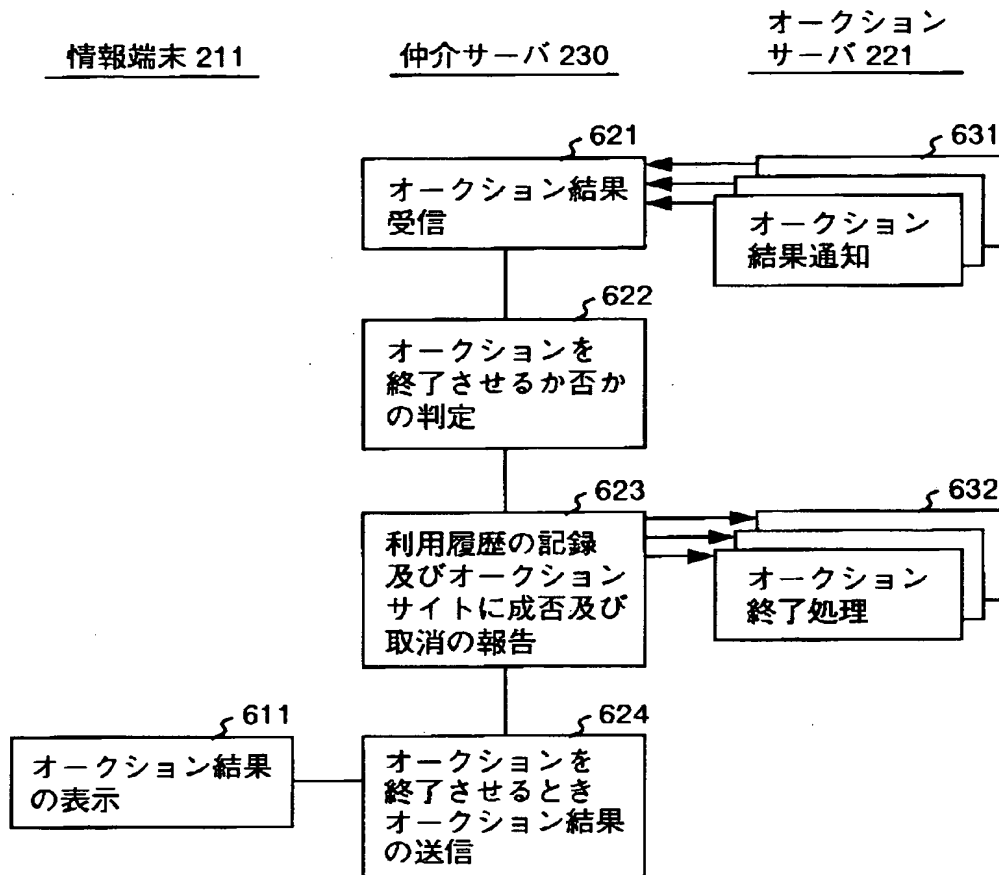 情報端末 211
仲介サーバ 230
オークション
サーバ 221
621
オークション結果
受信
631
オークション
結果通知
622
オークションを
終了させるか否か
の判定
623
利用履歴の記録
及びオークション
サイトに成否及び
取消の報告
632
オークション
終了処理
611
オークション結果
の表示
624
オークションを
終了させるとき
オークション結果
の送信